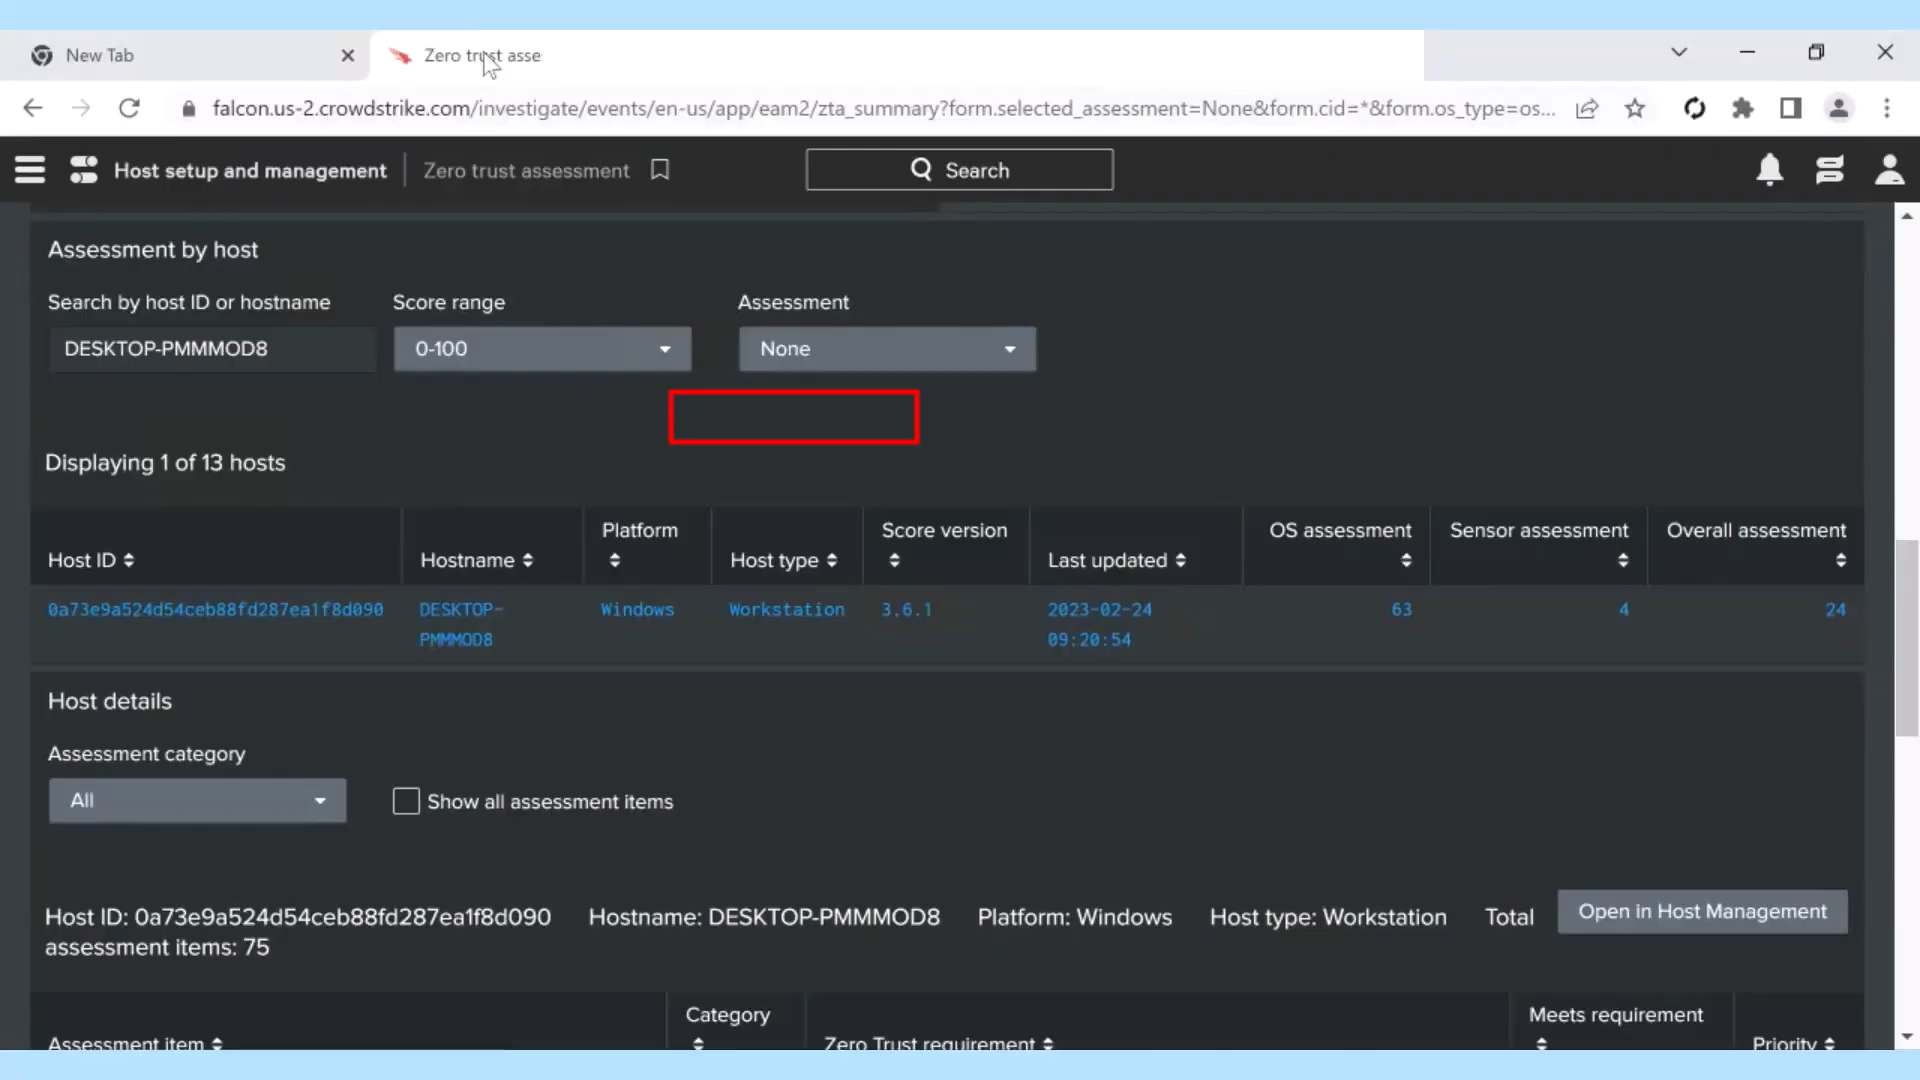 New Tab
Zero trust asse
falcon.us-2.crowdstrike.com/investigate/events/en-us/app/eam2/zta_summary?form.selected_assessment=None&form.cid=*&form.os_type=os...
Host setup and management
Zero trust assessment
Search
Assessment by host
Search by host ID or hostname
Score range
Assessment
DESKTOP-PMMMOD8
0-100
None
Displaying 1 of 13 hosts
Host ID
Hostname
Platform
Host type
Score version
Last updated
OS assessment
Sensor assessment
Overall assessment
0a73e9a524d54ceb88fd287ea1f8d090
DESKTOP-
PMMMOD8
Windows
Workstation
3.6.1
2023-02-24
09:20:54
63
4
24
Host details
Assessment category
All
Show all assessment items
Host ID: 0a73e9a524d54ceb88fd287ea1f8d090 Hostname: DESKTOP-PMMMOD8 Platform: Windows Host type: Workstation Total
assessment items: 75
Open in Host Management
Assessment item
Category
Zero Trust requirement
Meets requirement
Priority